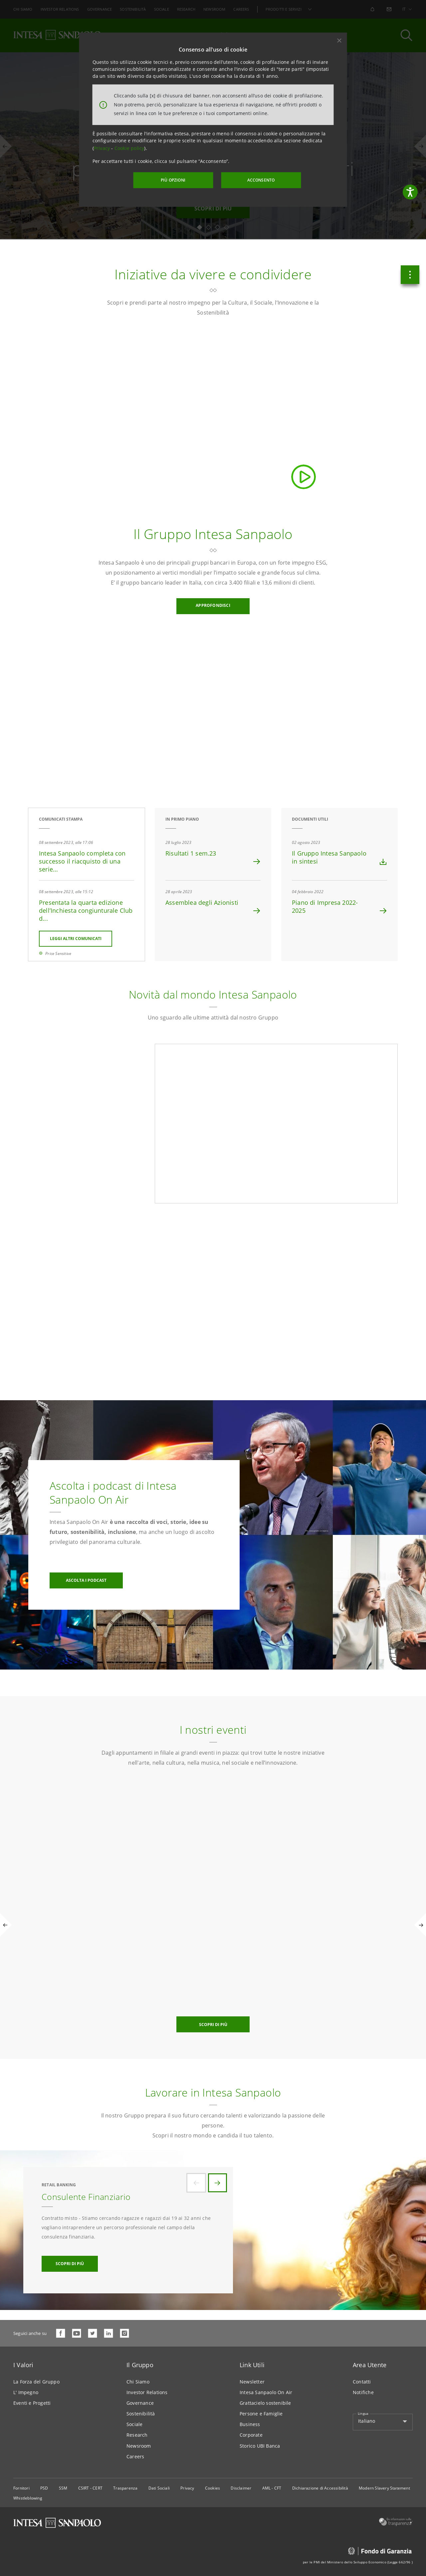 CHI SIAMO INVESTOR RELATIONS GOVERNANCE SOSTENIBILITÀ SOCIALE RESEARCH NEWSROOM CAREERS
INTESA SANPAOLO
Consenso all'uso di cookie
Questo sito utilizza cookie tecnici e, previo consenso dell'utente, cookie di profilazione al fine di inviare
comunicazioni pubblicitarie personalizzate e consente anche l'invio di cookie di "terze parti" (impostati
da un sito web diverso da quello visitato). L'uso dei cookie ha la durata di 1 anno.
Cliccando sulla [x] di chiusura del banner, non acconsenti all'uso dei cookie di profilazione.
Non potremo, perciò, personalizzare la tua esperienza di navigazione, né offrirti prodotti o
servizi in linea con i tuoi comportamenti online.
È possibile consultare l'informativa estesa, prestare o meno il consenso ai cookie o personalizzarne la
configurazione e modificare le proprie scelte in qualsiasi momento accedendo alla sezione dedicata
(Privacy e Cookie policy).
Per accettare tutti i cookie, clicca sul pulsante "Acconsento".
PIÙ OPZIONI
ACCONSENTO
SCOPRI DI PIÙ
Iniziative da vivere e condividere
Scopri e prendi parte al nostro impegno per la Cultura, il Sociale, l'Innovazione e la
Sostenibilità
Il Gruppo Intesa Sanpaolo
Intesa Sanpaolo è uno dei principali gruppi bancari in Europa, con un forte impegno ESG,
un posizionamento ai vertici mondiali per l'impatto sociale e grande focus sul clima.
E' il gruppo bancario leader in Italia, con circa 3.400 filiali e 13,6 milioni di clienti.
APPROFONDISCI
COMUNICATI STAMPA
08 settembre 2023, alle 17:06
Intesa Sanpaolo completa con
successo il riacquisto di una
serie...
08 settembre 2023, alle 15:12
Presentata la quarta edizione
dell'Inchiesta congiunturale Club
d...
LEGGI ALTRI COMUNICATI
Price Sensitive
IN PRIMO PIANO
28 luglio 2023
Risultati 1 sem.23
28 aprile 2023
Assemblea degli Azionisti
DOCUMENTI UTILI
02 agosto 2023
Il Gruppo Intesa Sanpaolo
in sintesi
04 febbraio 2022
Piano di Impresa 2022-
2025
Novità dal mondo Intesa Sanpaolo
Uno sguardo alle ultime attività dal nostro Gruppo
Ascolta i podcast di Intesa
Sanpaolo On Air
Intesa Sanpaolo On Air è una raccolta di voci, storie, idee su
futuro, sostenibilità, inclusione, ma anche un luogo di ascolto
privilegiato del panorama culturale.
ASCOLTA I PODCAST
I nostri eventi
Dagli appuntamenti in filiale ai grandi eventi in piazza: qui trovi tutte le nostre iniziative
nell'arte, nella cultura, nella musica, nel sociale e nell'innovazione.
SCOPRI DI PIÙ
Lavorare in Intesa Sanpaolo
Il nostro Gruppo prepara il suo futuro cercando talenti e valorizzando la passione delle
persone.
Scopri il nostro mondo e candida il tuo talento.
RETAIL BANKING
Consulente Finanziario
Contratto misto - Stiamo cercando ragazze e ragazzi dai 19 ai 32 anni che
vogliano intraprendere un percorso professionale nel campo della
consulenza finanziaria.
SCOPRI DI PIÙ
Seguici anche su
I Valori
La Forza del Gruppo
L' Impegno
Eventi e Progetti
Il Gruppo
Chi Siamo
Investor Relations
Governance
Sostenibilità
Sociale
Research
Newsroom
Careers
Link Utili
Newsletter
Intesa Sanpaolo On Air
Grattacielo sostenibile
Persone e Famiglie
Business
Corporate
Storico UBI Banca
Area Utente
Contatti
Notifiche
Lingua
Italiano
Fornitori PSD SSM CSIRT - CERT Trasparenza Dati Sociali Privacy Cookies Disclaimer AML - CFT Dichiarazione di Accessibilità Modern Slavery Statement
Whistleblowing
INTESA SANPAOLO
Fondo di Garanzia
per le PMI del Ministero dello Sviluppo Economico (Legge 662/96 )